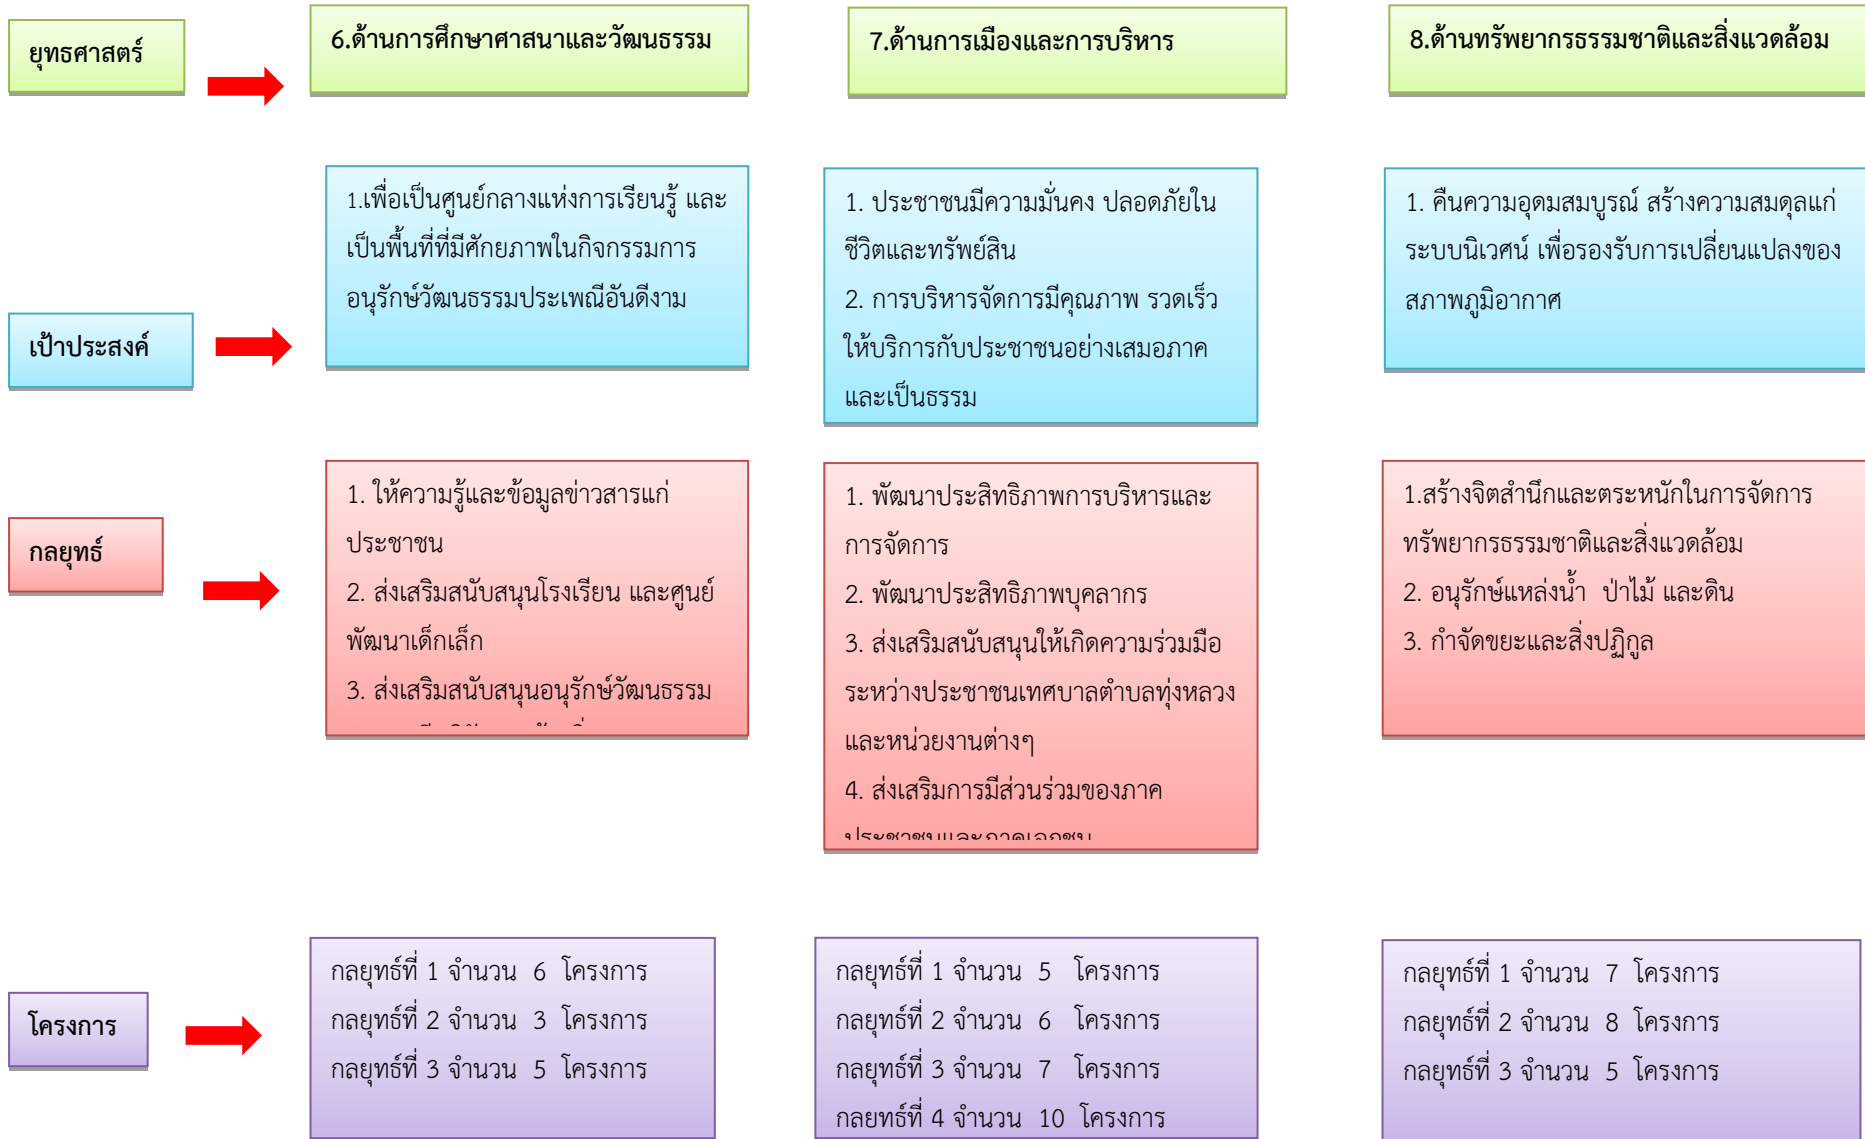 ยุทธศาสตร์
6.ด้านการศึกษาศาสนาและวัฒนธรรม
7.ด้านการเมืองและการบริหาร
8.ด้านทรัพยากรธรรมชาติและสิ่งแวดล้อม
เป้าประสงค์
1.เพื่อเป็นศูนย์กลางแห่งการเรียนรู้ และ
เป็นพื้นที่ที่มีศักยภาพในกิจกรรมการ
อนุรักษ์วัฒนธรรมประเพณีอันดีงาม
1. ประชาชนมีความมั่นคง ปลอดภัยใน
ชีวิตและทรัพย์สิน
2. การบริหารจัดการมีคุณภาพ รวดเร็ว
ให้บริการกับประชาชนอย่างเสมอภาค
และเป็นธรรม
1. คืนความอุดมสมบูรณ์ สร้างความสมดุลแก่
ระบบนิเวศน์ เพื่อรองรับการเปลี่ยนแปลงของ
สภาพภูมิอากาศ
กลยุทธ์
1. ให้ความรู้และข้อมูลข่าวสารแก่
ประชาชน
2. ส่งเสริมสนับสนุนโรงเรียน และศูนย์
พัฒนาเด็กเล็ก
3. ส่งเสริมสนับสนุนอนุรักษ์วัฒนธรรม
1. พัฒนาประสิทธิภาพการบริหารและ
การจัดการ
2. พัฒนาประสิทธิภาพบุคลากร
3. ส่งเสริมสนับสนุนให้เกิดความร่วมมือ
ระหว่างประชาชนเทศบาลตำบลทุ่งหลวง
และหน่วยงานต่างๆ
4. ส่งเสริมการมีส่วนร่วมของภาค
ประชาชนและภาคเอกชน
1.สร้างจิตสำนึกและตระหนักในการจัดการ
ทรัพยากรธรรมชาติและสิ่งแวดล้อม
2. อนุรักษ์แหล่งน้ำ ป่าไม้ และดิน
3. กำจัดขยะและสิ่งปฏิกูล
โครงการ
กลยุทธ์ที่ 1 จำนวน 6 โครงการ
กลยุทธ์ที่ 2 จำนวน 3 โครงการ
กลยุทธ์ที่ 3 จำนวน 5 โครงการ
กลยุทธ์ที่ 1 จำนวน 5 โครงการ
กลยุทธ์ที่ 2 จำนวน 6 โครงการ
กลยุทธ์ที่ 3 จำนวน 7 โครงการ
กลยุทธ์ที่ 4 จำนวน 10 โครงการ
กลยุทธ์ที่ 1 จำนวน 7 โครงการ
กลยุทธ์ที่ 2 จำนวน 8 โครงการ
กลยุทธ์ที่ 3 จำนวน 5 โครงการ